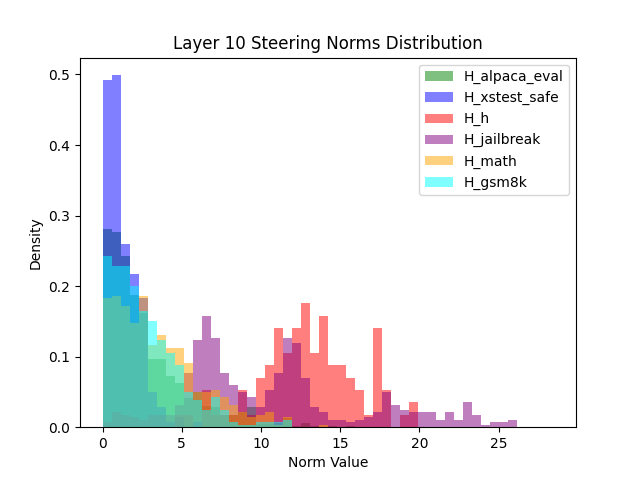 Layer 10 Steering Norms Distribution
H_alpaca_eval
H_xstest_safe
H_h
H_jailbreak
H_math
H_gsm8k
0.5
0.4
0.3
0.2
0.1
0.0
Density
0 5 10 15 20 25
Norm Value